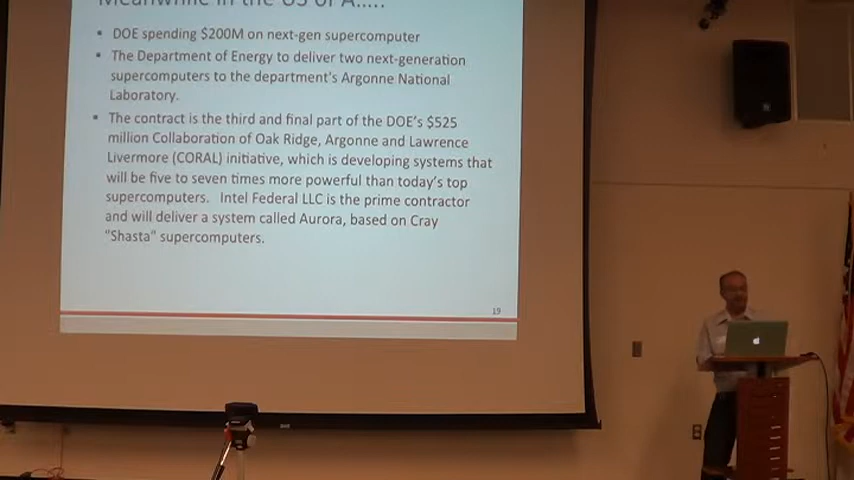 Meanwhile in the US of A.....
• DOE spending $200M on next-gen supercomputer
• The Department of Energy to deliver two next-generation
supercomputers to the department's Argonne National
Laboratory.
• The contract is the third and final part of the DOE's $525
million Collaboration of Oak Ridge, Argonne and Lawrence
Livermore (CORAL) initiative, which is developing systems that
will be five to seven times more powerful than today's top
supercomputers. Intel Federal LLC is the prime contractor
and will deliver a system called Aurora, based on Cray
"Shasta" supercomputers.
19